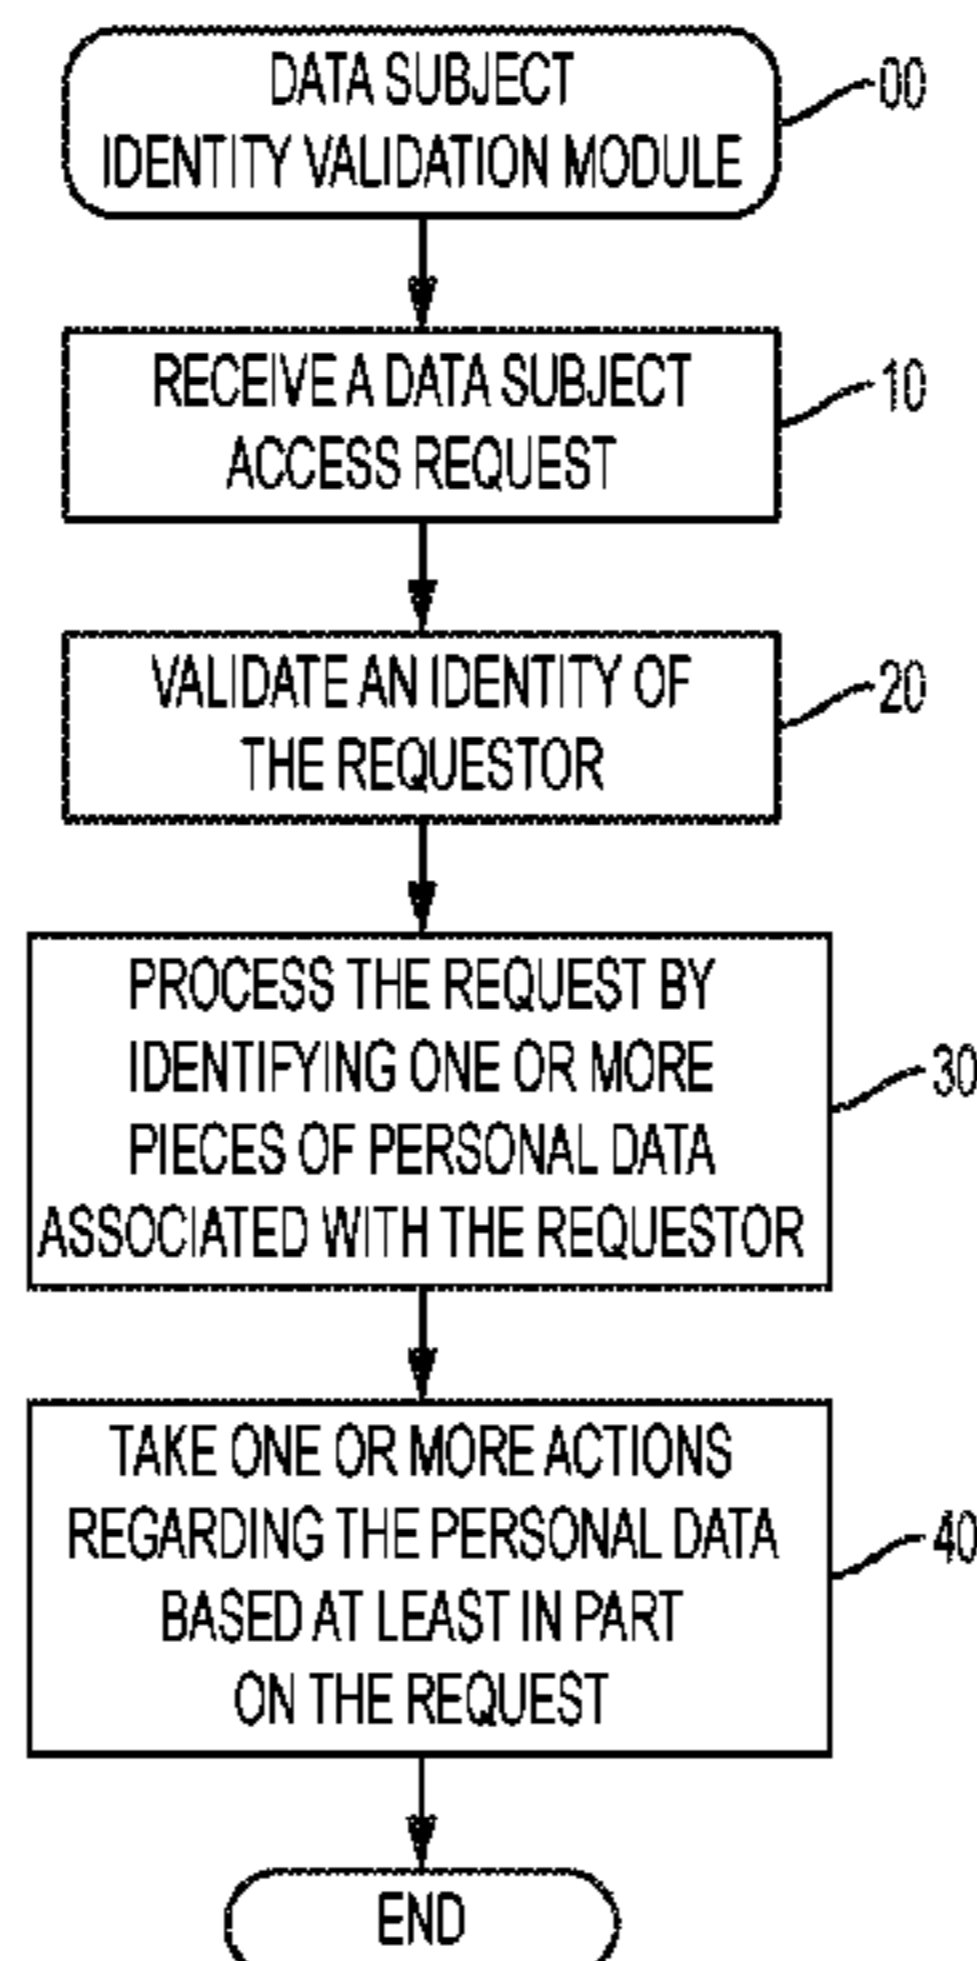 DATA SUBJECT
IDENTITY VALIDATION MODULE
00
RECEIVE A DATA SUBJECT
ACCESS REQUEST
10
VALIDATE AN IDENTITY OF
THE REQUESTOR
20
PROCESS THE REQUEST BY
IDENTIFYING ONE OR MORE
PIECES OF PERSONAL DATA
ASSOCIATED WITH THE REQUESTOR
30
TAKE ONE OR MORE ACTIONS
REGARDING THE PERSONAL DATA
BASED AT LEAST IN PART
ON THE REQUEST
40
END